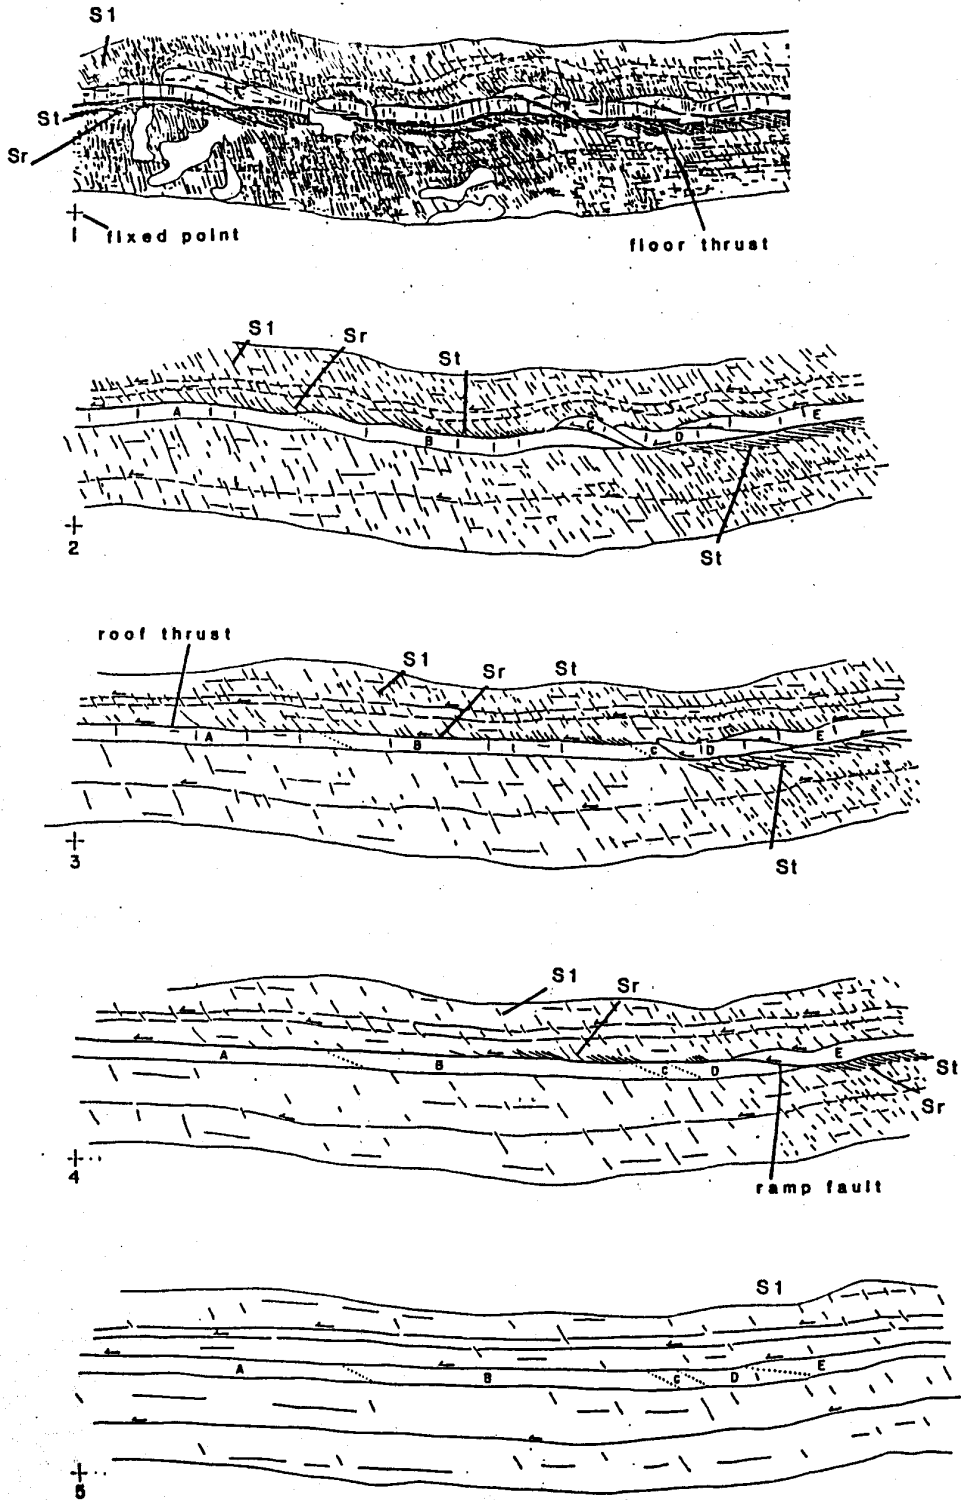 S1
St
Sr
1 fixed point
floor thrust
S1 Sr St
A B C D E
2
St
roof thrust
S1 Sr St
A B C D E
3
St
S1 Sr
A B C D E
St
Sr
4
ramp fault
S1
A B C D E
5